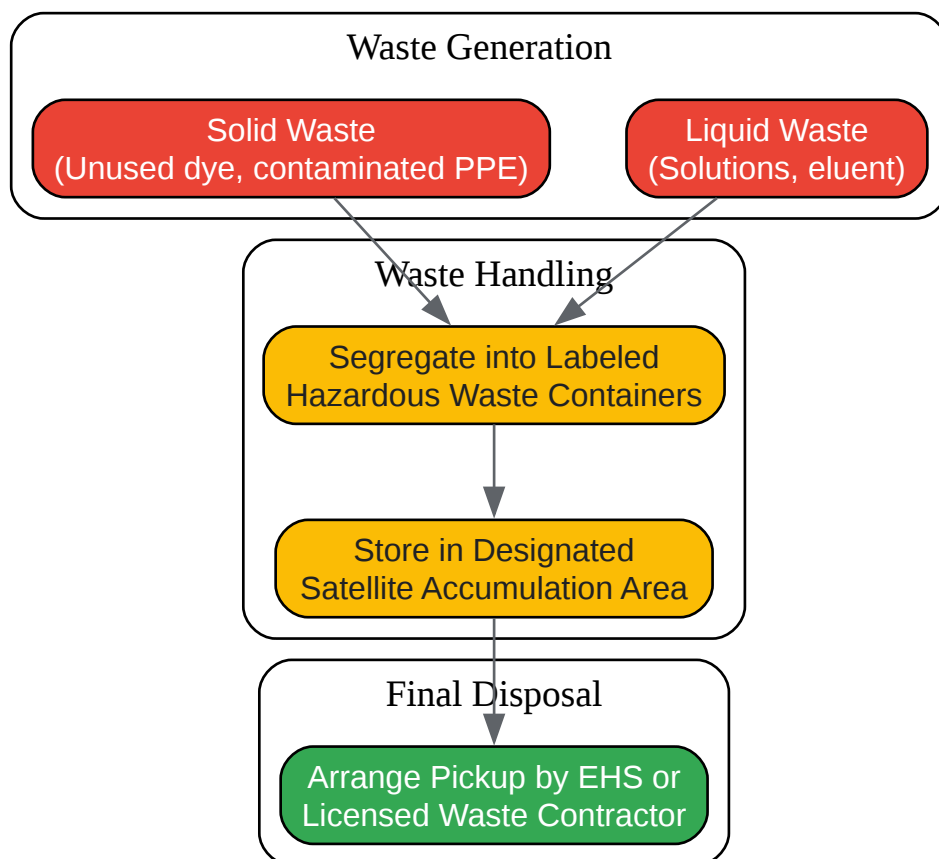 Waste Generation
Solid Waste
(Unused dye, contaminated PPE)
Liquid Waste
(Solutions, eluent)
Waste Handling
Segregate into Labeled
Hazardous Waste Containers
Store in Designated
Satellite Accumulation Area
Final Disposal
Arrange Pickup by EHS or
Licensed Waste Contractor